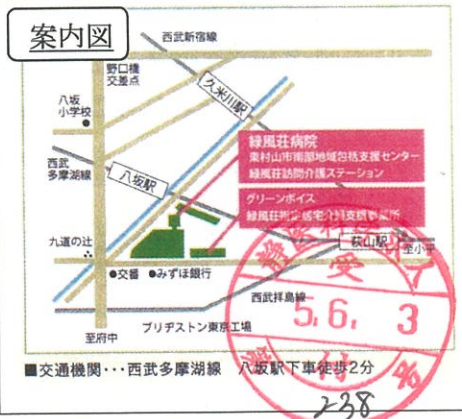 案内図
西武新宿線
野口橋
交差点
久米川駅
八坂
小学校
緑風荘病院
東村山市南部地域包括支援センター
緑風荘訪問介護ステーション
西武
多摩湖線
八坂駅
グリーンボイス
九道の辻
萩山駅
至小平
●交番 ●みずほ銀行
西武拝島線
受
5.6. 3
付
至府中
ブリヂストン東京工場
■交通機関･･･西武多摩湖線 八坂駅下車徒歩2分
238